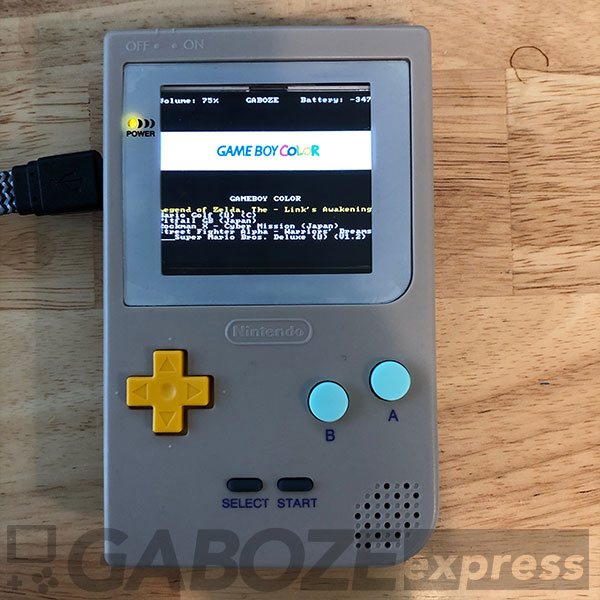 OFF ON
Volume: 75% GABOZE Battery: -347
POWER
GAME BOY COLOR
GAMEBOY COLOR
Legend of Zelda, The - Link's Awakening
Mario Golf (U) (C)
Pitfall GB (Japan)
Rockman X - Cyber Mission (Japan)
Street Fighter Alpha - Warriors' Dreams
Super Mario Bros. Deluxe (U) (V1.2)
Nintendo
A
B
SELECT START
GABOZE express